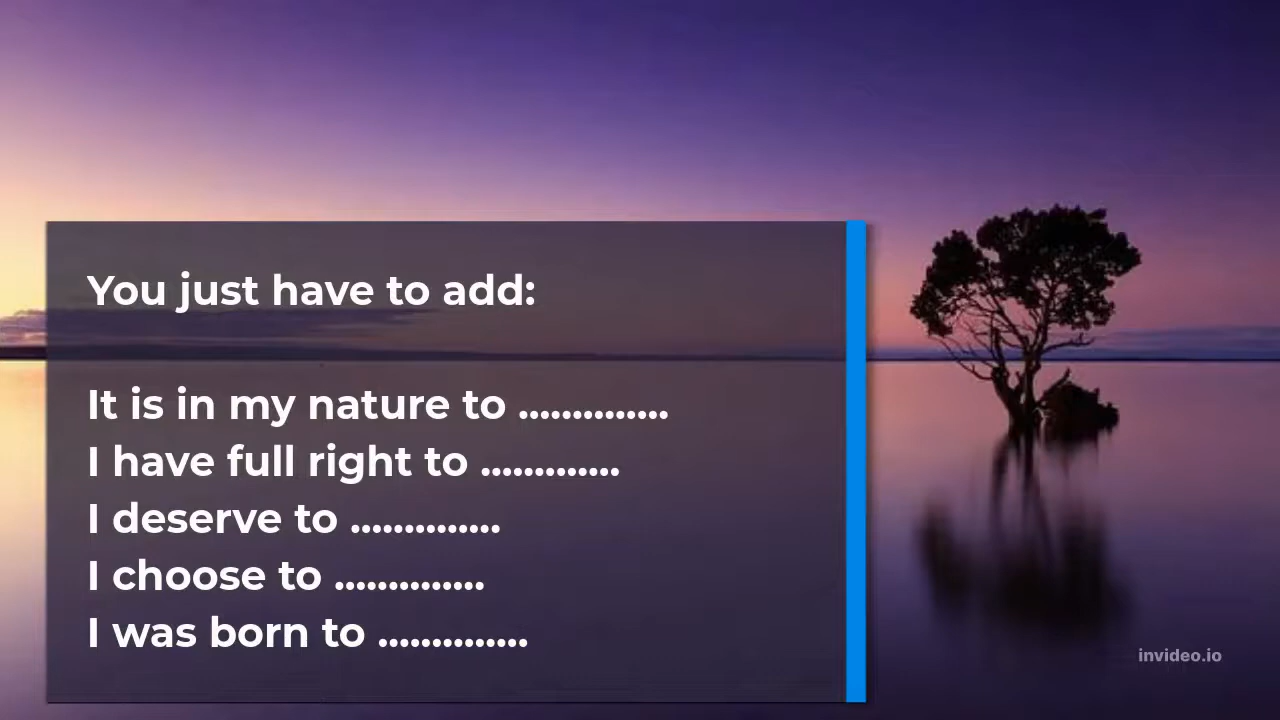 You just have to add:
It is in my nature to ..............
I have full right to .............
I deserve to ..............
I choose to ..............
I was born to ..............
invideo.io